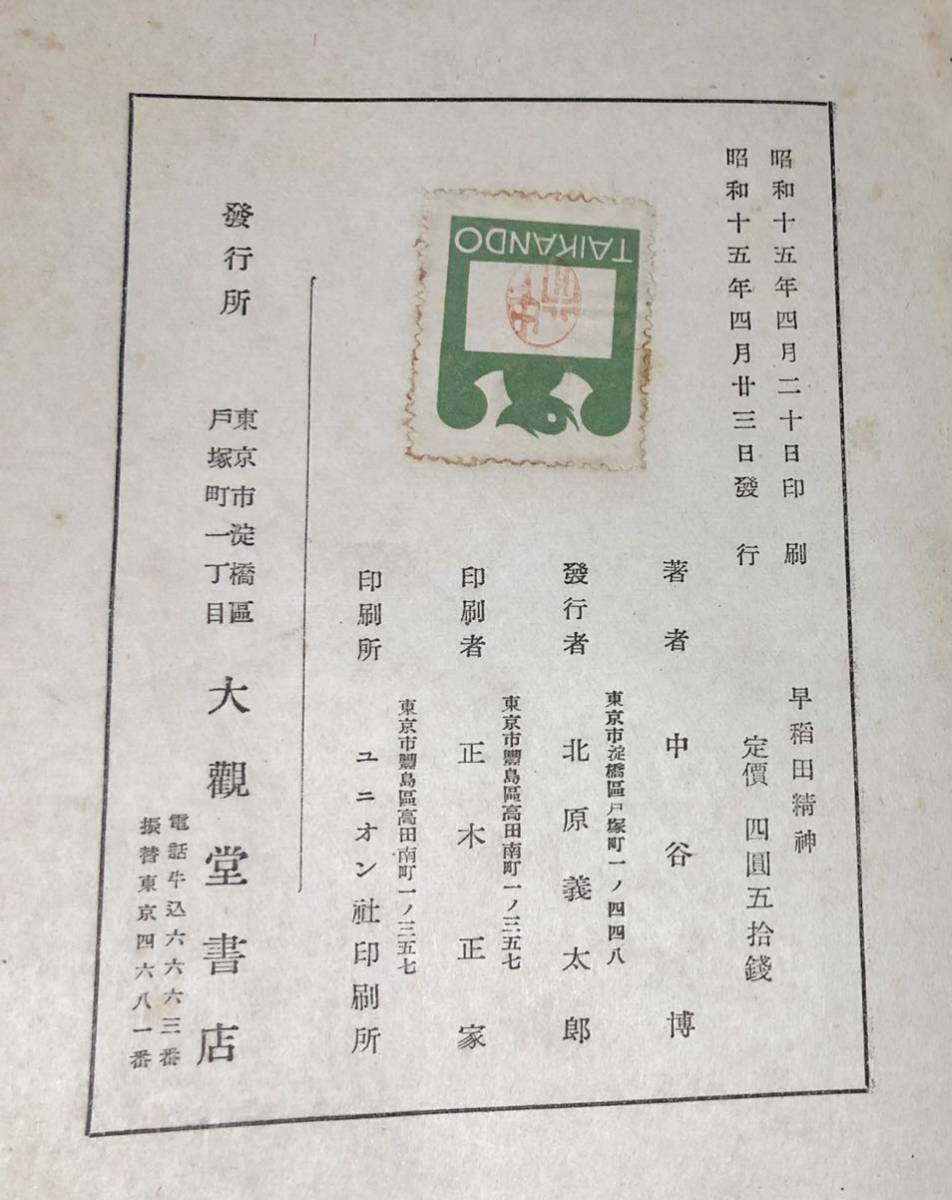 昭和十五年四月二十日印刷
昭和十五年四月廿三日發行
早稲田精神
定價 四圓五拾錢
TAIKANDO
著者 中谷博
東京市淀橋區戸塚町一ノ四四八
發行者 北原義太郎
東京市豐島區高田南町一ノ三五七
印刷者 正木正家
東京市豐島區高田南町一ノ三五七
印刷所 ユニオン社印刷所
發行所
東京市淀橋區
戸塚町一丁目
大觀堂書店
電話牛込六六六三番
振替東京四六八一番